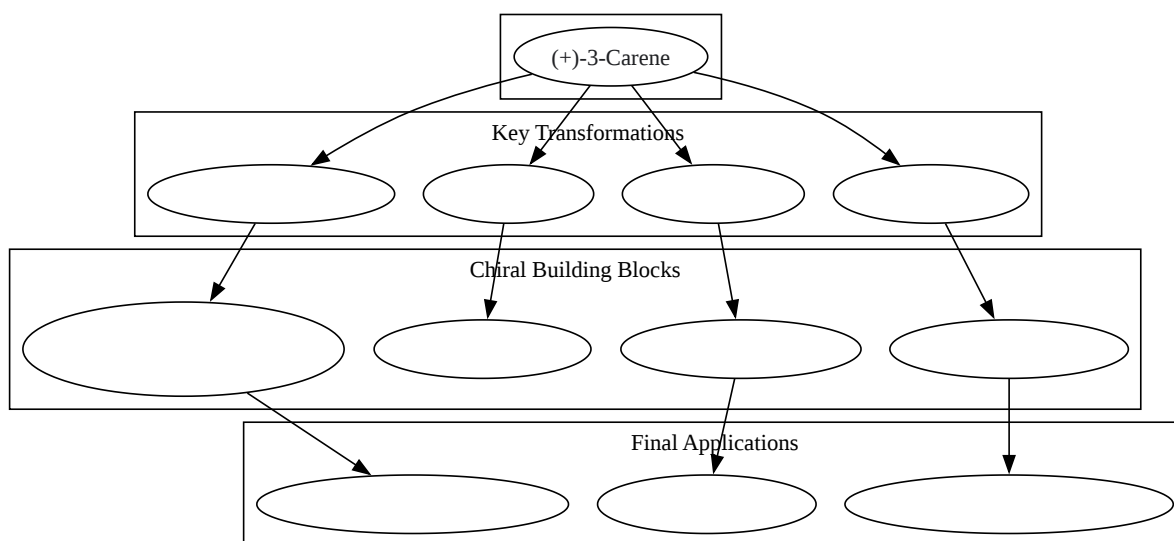 (+)-3-Carene
Key Transformations
Chiral Building Blocks
Final Applications